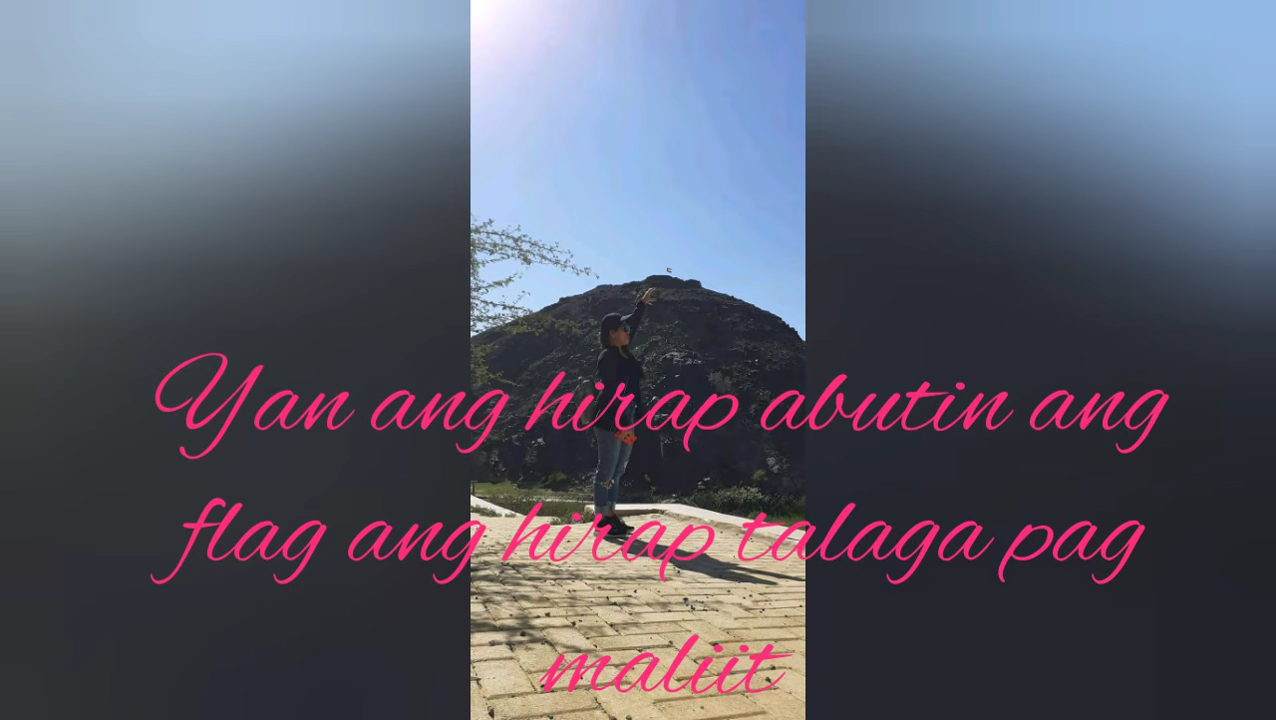 Yan ang hirap abutin ang
flag ang hirap talaga pag
maliit